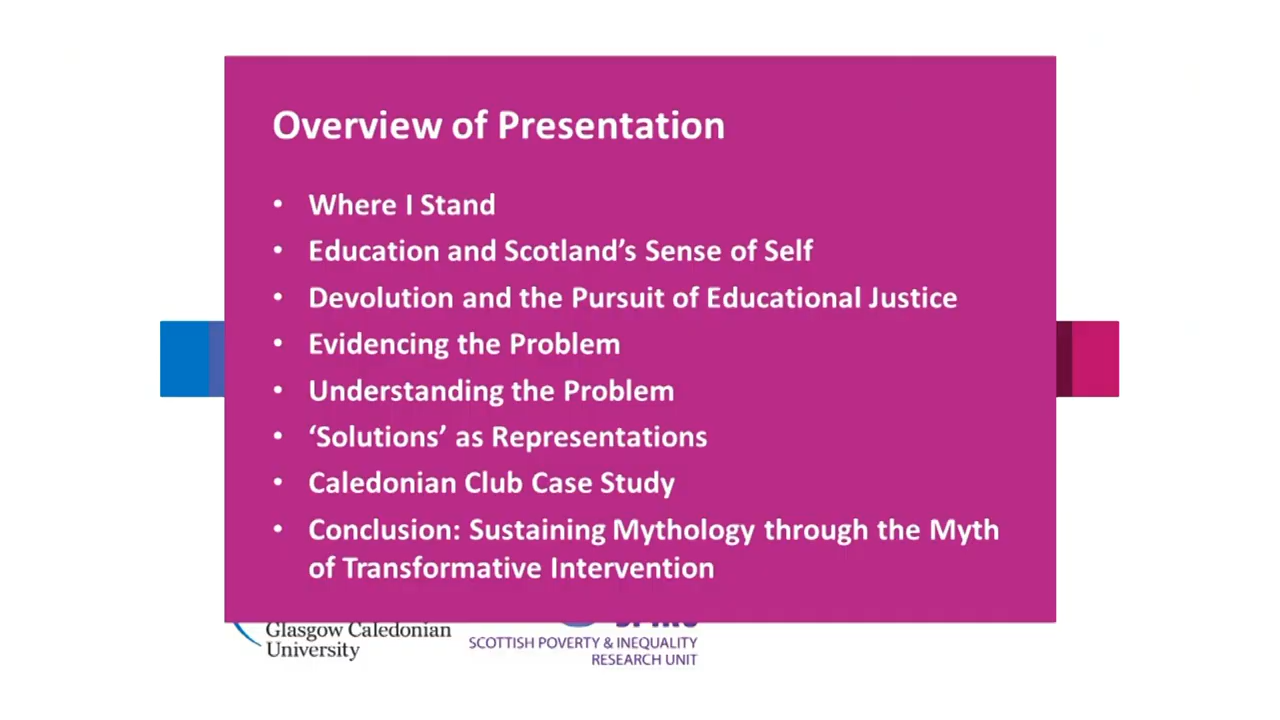 Overview of Presentation
• Where I Stand
• Education and Scotland’s Sense of Self
• Devolution and the Pursuit of Educational Justice
• Evidencing the Problem
• Understanding the Problem
• ‘Solutions’ as Representations
• Caledonian Club Case Study
• Conclusion: Sustaining Mythology through the Myth
of Transformative Intervention
Glasgow Caledonian
University
SCOTTISH POVERTY & INEQUALITY
RESEARCH UNIT